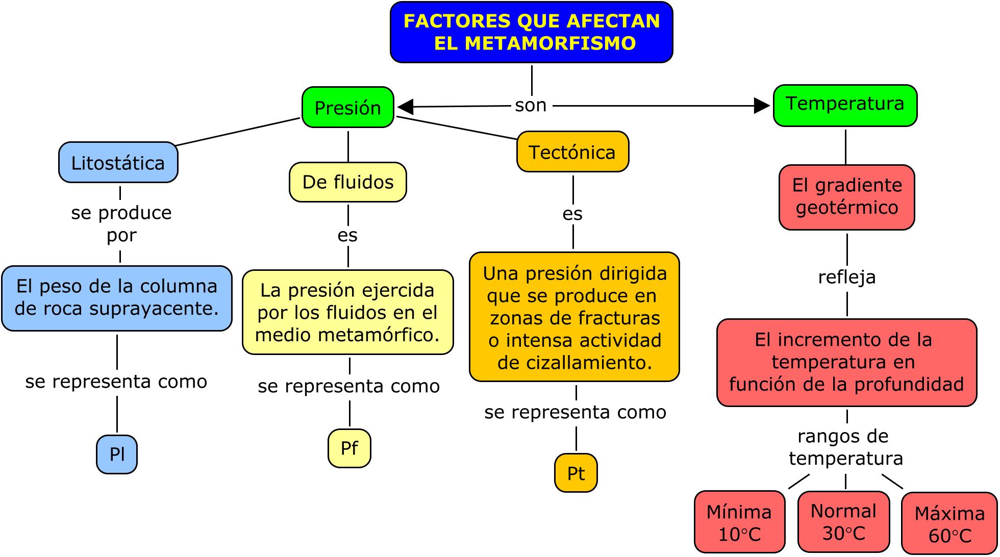 FACTORES QUE AFECTAN
EL METAMORFISMO
son
Presión
Temperatura
Litostática
De fluidos
Tectónica
El gradiente
geotérmico
se produce
por
es
es
refleja
El peso de la columna
de roca suprayacente.
La presión ejercida
por los fluidos en el
medio metamórfico.
Una presión dirigida
que se produce en
zonas de fracturas
o intensa actividad
de cizallamiento.
El incremento de la
temperatura en
función de la profundidad
se representa como
se representa como
se representa como
rangos de
temperatura
Pl
Pf
Pt
Mínima
10°C
Normal
30°C
Máxima
60°C